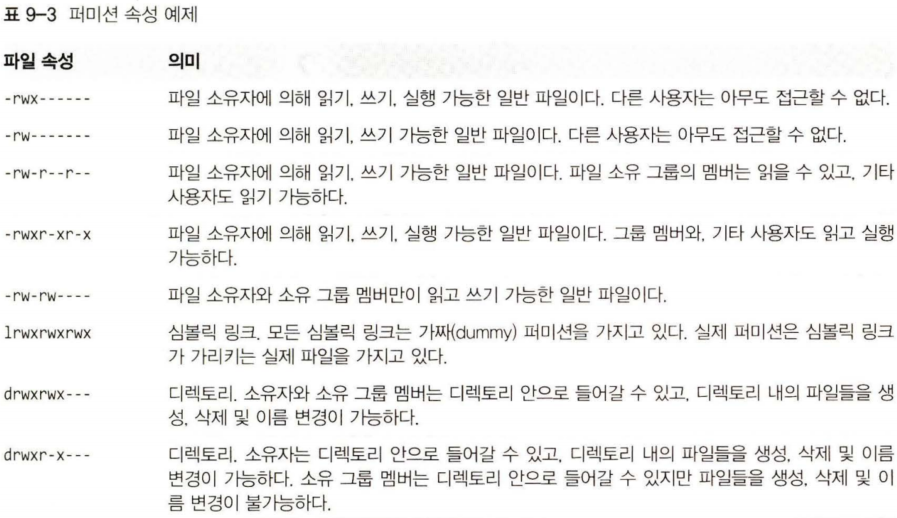 표 9-3 퍼미션 속성 예제
파일 속성 의미
-rwx------ 파일 소유자에 의해 읽기, 쓰기, 실행 가능한 일반 파일이다. 다른 사용자는 아무도 접근할 수 없다.
-rw------- 파일 소유자에 의해 읽기, 쓰기 가능한 일반 파일이다. 다른 사용자는 아무도 접근할 수 없다.
-rw-r--r-- 파일 소유자에 의해 읽기, 쓰기 가능한 일반 파일이다. 파일 소유 그룹의 멤버는 읽을 수 있고, 기타
사용자도 읽기 가능하다.
-rwxr-xr-x 파일 소유자에 의해 읽기, 쓰기, 실행 가능한 일반 파일이다. 그룹 멤버와, 기타 사용자도 읽고 실행
가능하다.
-rw-rw---- 파일 소유자와 소유 그룹 멤버만이 읽고 쓰기 가능한 일반 파일이다.
lrwxrwxrwx 심볼릭 링크. 모든 심볼릭 링크는 가짜(dummy) 퍼미션을 가지고 있다. 실제 퍼미션은 심볼릭 링크
가 가리키는 실제 파일을 가지고 있다.
drwxrwx--- 디렉토리. 소유자와 소유 그룹 멤버는 디렉토리 안으로 들어갈 수 있고, 디렉토리 내의 파일들을 생
성, 삭제 및 이름 변경이 가능하다.
drwxr-x--- 디렉토리. 소유자는 디렉토리 안으로 들어갈 수 있고, 디렉토리 내의 파일들을 생성, 삭제 및 이름
변경이 가능하다. 소유 그룹 멤버는 디렉토리 안으로 들어갈 수 있지만 파일들을 생성, 삭제 및 이
름 변경이 불가능하다.